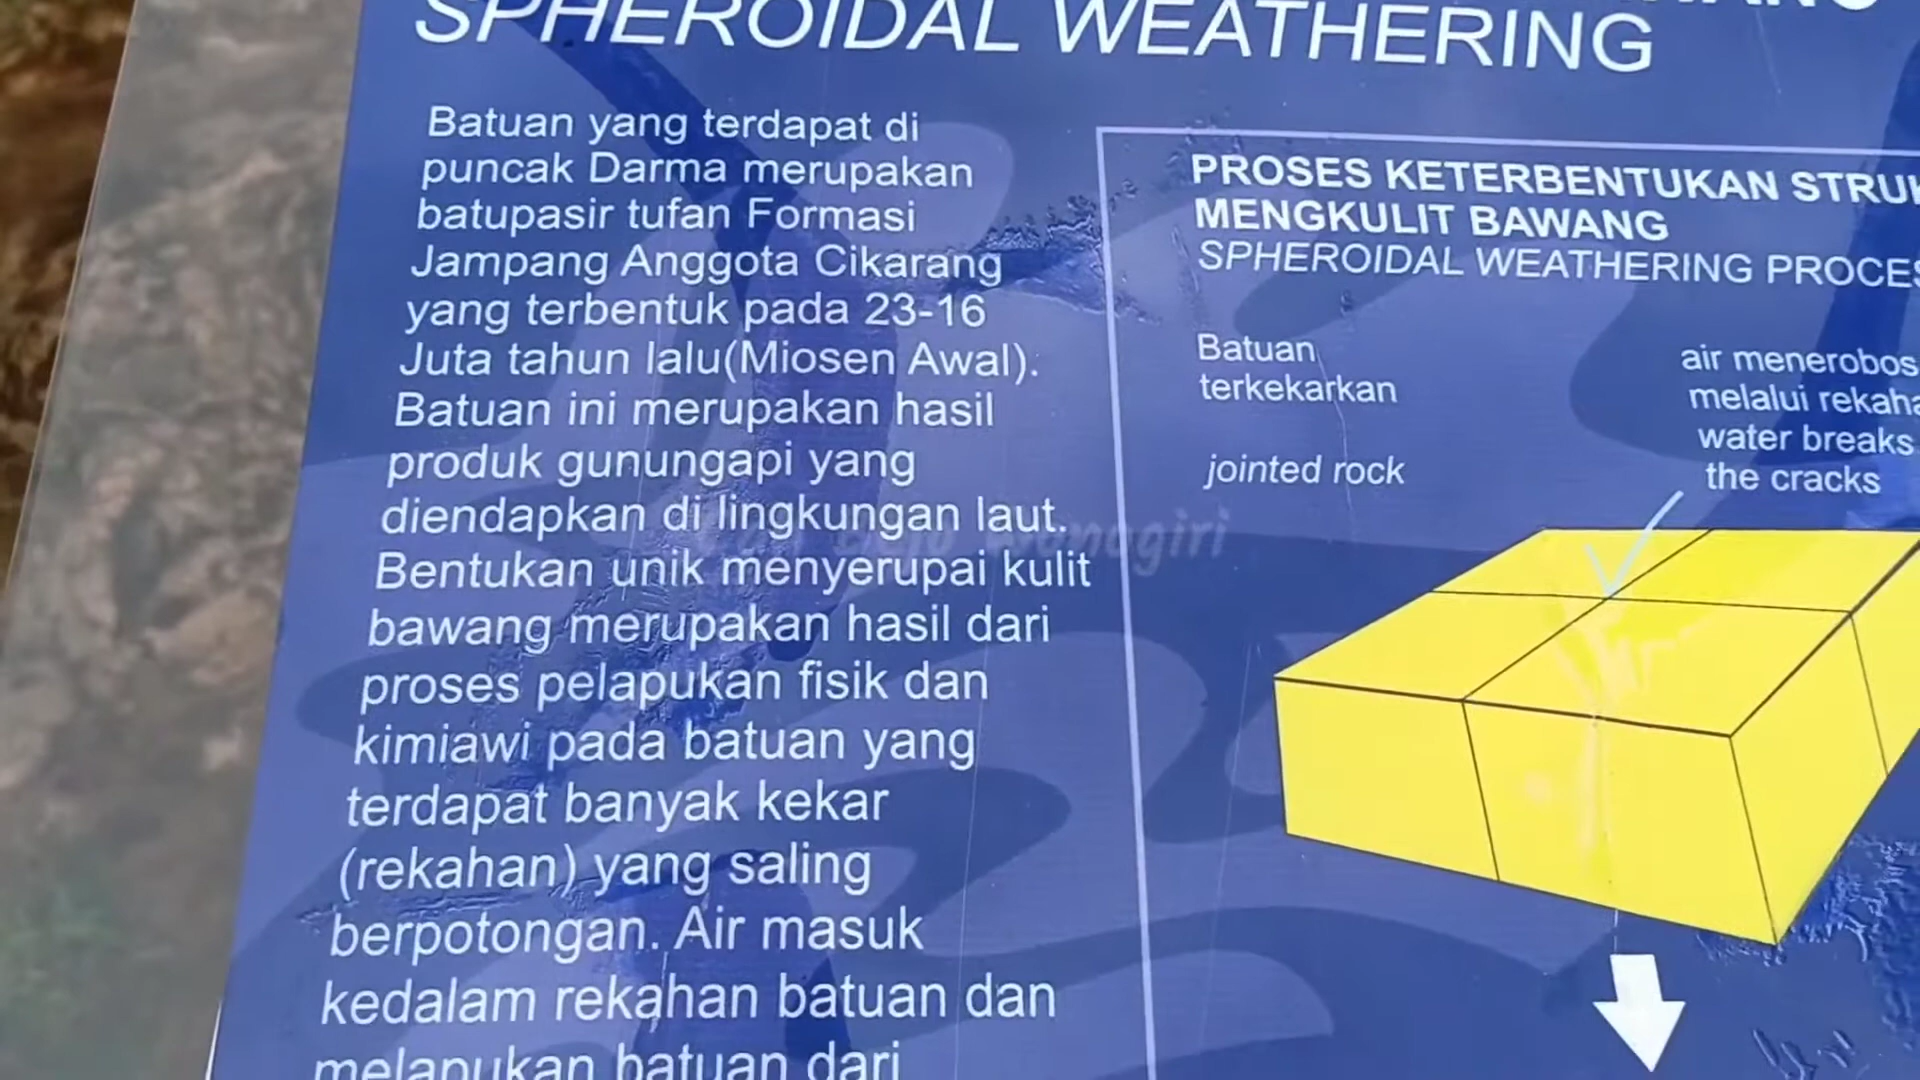 SPHEROIDAL WEATHERING
Batuan yang terdapat di
puncak Darma merupakan
batupasir tufan Formasi
Jampang Anggota Cikarang
yang terbentuk pada 23-16
Juta tahun lalu(Miosen Awal).
Batuan ini merupakan hasil
produk gunungapi yang
diendapkan di lingkungan laut.
Bentukan unik menyerupai kulit
bawang merupakan hasil dari
proses pelapukan fisik dan
kimiawi pada batuan yang
terdapat banyak kekar
(rekahan) yang saling
berpotongan. Air masuk
kedalam rekahan batuan dan
melapukan batuan dari
PROSES KETERBENTUKAN
MENGKULIT BAWANG
SPHEROIDAL WEATHERING
Batuan
terkekarkan
jointed rock
air menerobos
melalui
water breaks
the cracks